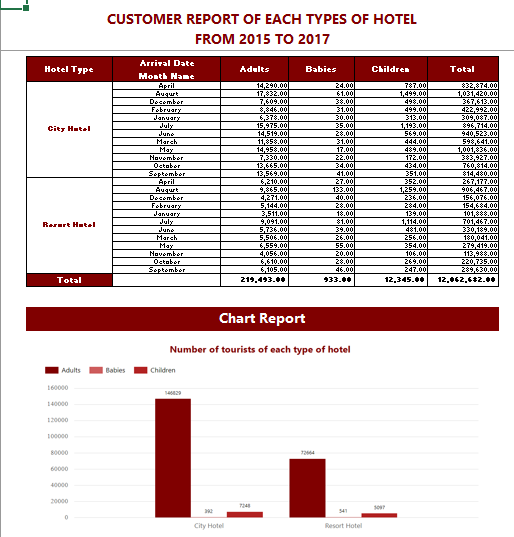 CUSTOMER REPORT OF EACH TYPES OF HOTEL
FROM 2015 TO 2017
Hotel Type Arrival Date Month Name Adults Babies Children Total
City Hotel
April 14,290.00 24.00 787.00 832,874.00
August 17,832.00 61.00 1,499.00 1,031,420.00
December 7,609.00 38.00 498.00 367,613.00
February 8,846.00 31.00 499.00 422,992.00
January 6,378.00 30.00 313.00 309,087.00
July 15,975.00 35.00 1,193.00 896,714.00
June 14,519.00 28.00 569.00 940,523.00
March 11,858.00 31.00 444.00 598,641.00
May 14,958.00 17.00 489.00 1,001,836.00
November 7,330.00 22.00 172.00 383,927.00
October 13,665.00 34.00 434.00 760,814.00
September 13,569.00 41.00 351.00 814,480.00
Resort Hotel
April 6,210.00 27.00 352.00 267,177.00
August 9,865.00 133.00 1,259.00 906,467.00
December 4,271.00 40.00 236.00 156,076.00
February 5,144.00 28.00 284.00 154,684.00
January 3,511.00 18.00 139.00 101,888.00
July 9,091.00 81.00 1,114.00 701,467.00
June 5,736.00 39.00 481.00 330,189.00
March 5,506.00 26.00 256.00 180,041.00
May 6,559.00 55.00 354.00 279,419.00
November 4,056.00 20.00 106.00 113,988.00
October 6,610.00 28.00 269.00 220,735.00
September 6,105.00 46.00 247.00 289,630.00
Total 219,493.00 933.00 12,345.00 12,062,682.00
Chart Report
Number of tourists of each type of hotel
Adults Babies Children
160000
140000
120000
100000
80000
60000
40000
20000
0
146829 392 7248
72664 541 5097
City Hotel Resort Hotel